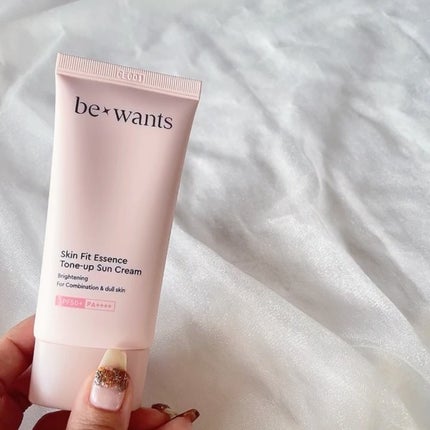 be✦wants
Skin Fit Essence
Tone-up Sun Cream
Brightening
For Combination & dull skin
SPF50+ PA++++